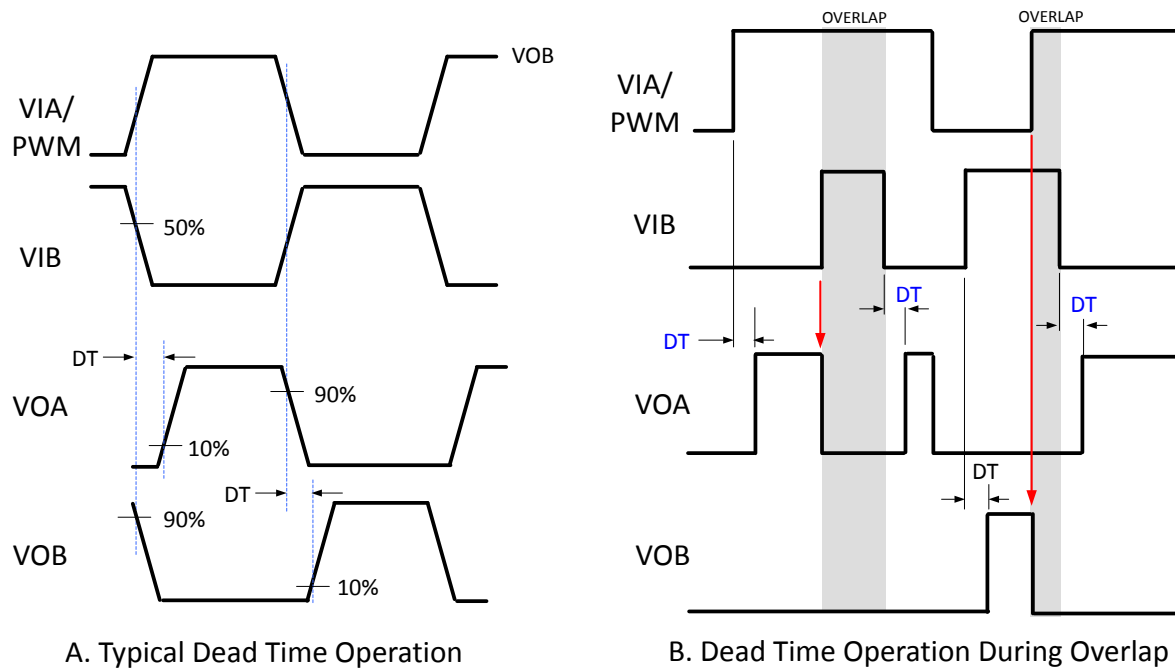 VOB
VIA/
PWM
VIB
50%
DT
VOA
90%
10%
DT
VOB
90%
10%
A. Typical Dead Time Operation
OVERLAP
OVERLAP
VIA/
PWM
VIB
DT
DT
DT
VOA
DT
VOB
B. Dead Time Operation During Overlap